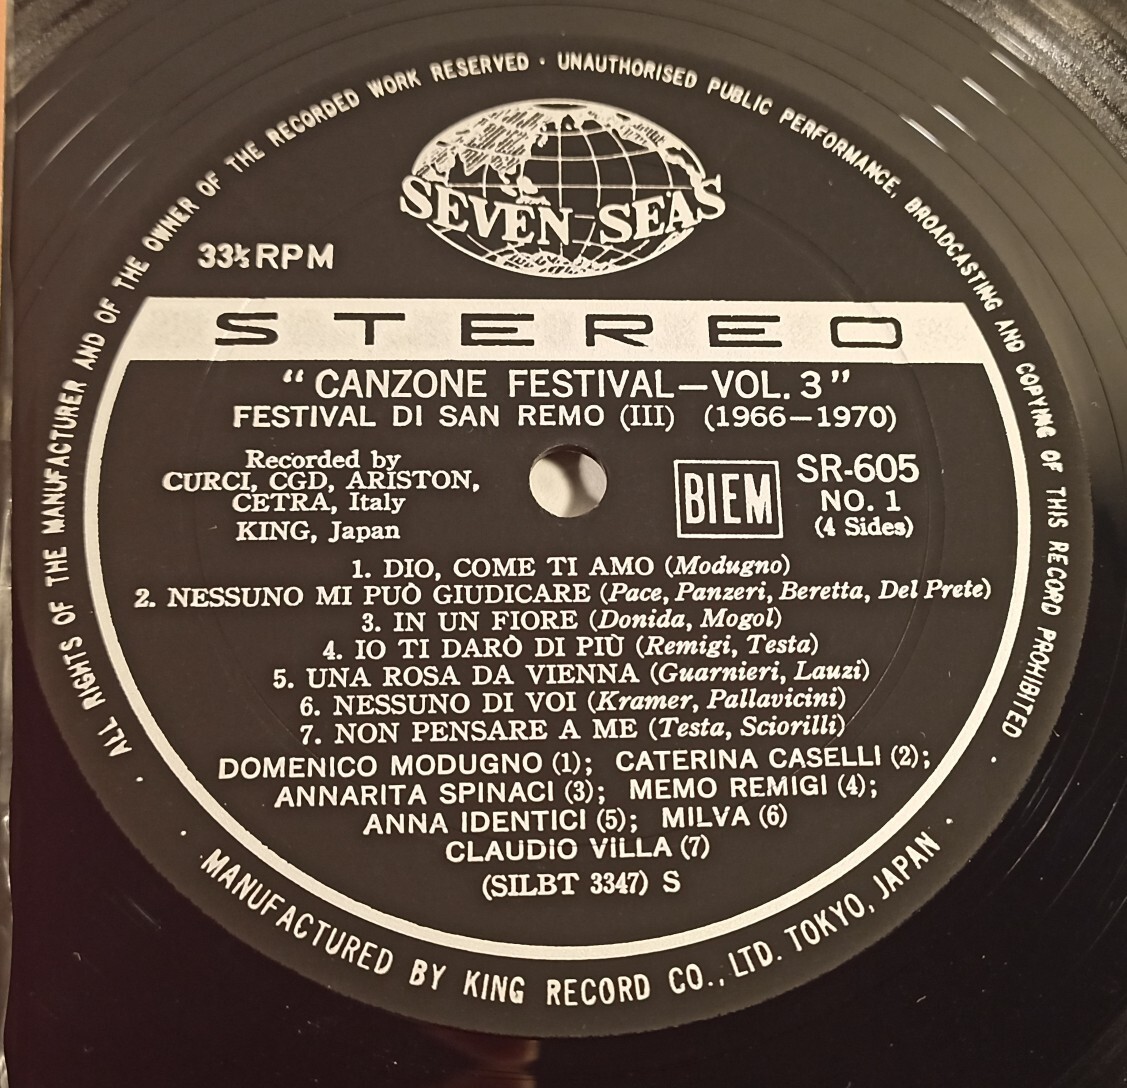 ALL RIGHTS OF THE MANUFACTURER AND OF THE OWNER OF THE RECORDED WORK RESERVED · UNAUTHORISED PUBLIC PERFORMANCE, BROADCASTING AND COPYING OF THIS RECORD PROHIBITED
SEVEN SEAS
33⅓ RPM
STEREO
“CANZONE FESTIVAL—VOL. 3”
FESTIVAL DI SAN REMO (III) (1966—1970)
Recorded by
CURCI, CGD, ARISTON,
CETRA, Italy
KING, Japan
BIEM
SR-605
NO. 1
(4 Sides)
1. DIO, COME TI AMO (Modugno)
2. NESSUNO MI PUÒ GIUDICARE (Pace, Panzeri, Beretta, Del Prete)
3. IN UN FIORE (Donida, Mogol)
4. IO TI DARÒ DI PIÙ (Remigi, Testa)
5. UNA ROSA DA VIENNA (Guarnieri, Lauzi)
6. NESSUNO DI VOI (Kramer, Pallavicini)
7. NON PENSARE A ME (Testa, Sciorilli)
DOMENICO MODUGNO (1); CATERINA CASELLI (2);
ANNARITA SPINACI (3); MEMO REMIGI (4);
ANNA IDENTICI (5); MILVA (6)
CLAUDIO VILLA (7)
(SILBT 3347) S
· MANUFACTURED BY KING RECORD CO., LTD. TOKYO, JAPAN ·